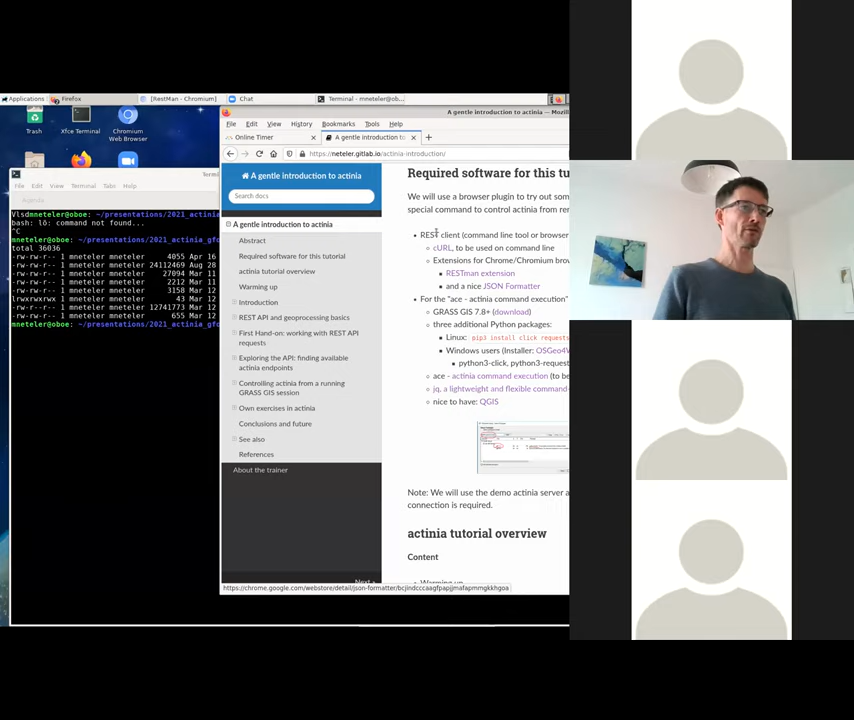 Applications
Firefox
[RestMan - Chromium]
Chat
Terminal - mneteler@ob...
Trash
Xfce Terminal
Chromium
Web Browser
A gentle introduction to actinia — Mozil
File Edit View History Bookmarks Tools Help
Online Timer
A gentle introduction to
https://neteler.gitlab.io/actinia-introduction/
Termi
File Edit View Terminal Tabs Help
Vlsdmneteler@oboe: ~/presentations/2021_actinia
bash: lö: command not found...
^C
mneteler@oboe: ~/presentations/2021_actinia_gfo
total 36036
-rw-rw-r-- 1 mneteler mneteler 4055 Apr 16
-rw-rw-r-- 1 mneteler mneteler 24112469 Aug 28
-rw-rw-r-- 1 mneteler mneteler 27094 Mar 11
-rw-rw-r-- 1 mneteler mneteler 2212 Mar 11
-rw-rw-r-- 1 mneteler mneteler 3158 Mar 12
lrwxrwxrwx 1 mneteler mneteler 43 Mar 12
-rw-rw-r-- 1 mneteler mneteler 12741773 Mar 12
-rw-rw-r-- 1 mneteler mneteler 655 Mar 12
mneteler@oboe: ~/presentations/2021_actinia_gfo
A gentle introduction to actinia
Search docs
A gentle introduction to actinia
Abstract
Required software for this tutorial
actinia tutorial overview
Warming up
Introduction
REST API and geoprocessing basics
First Hand-on: working with REST API
requests
Exploring the API: finding available
actinia endpoints
Controlling actinia from a running
GRASS GIS session
Own exercises in actinia
Conclusions and future
See also
References
About the trainer
Next
Required software for this tu
We will use a browser plugin to try out som
special command to control actinia from re
REST client (command line tool or browser
cURL, to be used on command line
Extensions for Chrome/Chromium brow
RESTman extension
and a nice JSON Formatter
For the "ace - actinia command execution"
GRASS GIS 7.8+ (download)
three additional Python packages:
Linux: pip3 install click requests
Windows users (Installer: OSGeo4W
python3-click, python3-request
ace - actinia command execution (to be
jq, a lightweight and flexible command-
nice to have: QGIS
Note: We will use the demo actinia server a
connection is required.
actinia tutorial overview
Content
Warming up
https://chrome.google.com/webstore/detail/json-formatter/bcjindcccaagfpapjjmafapmmgkkhgoa